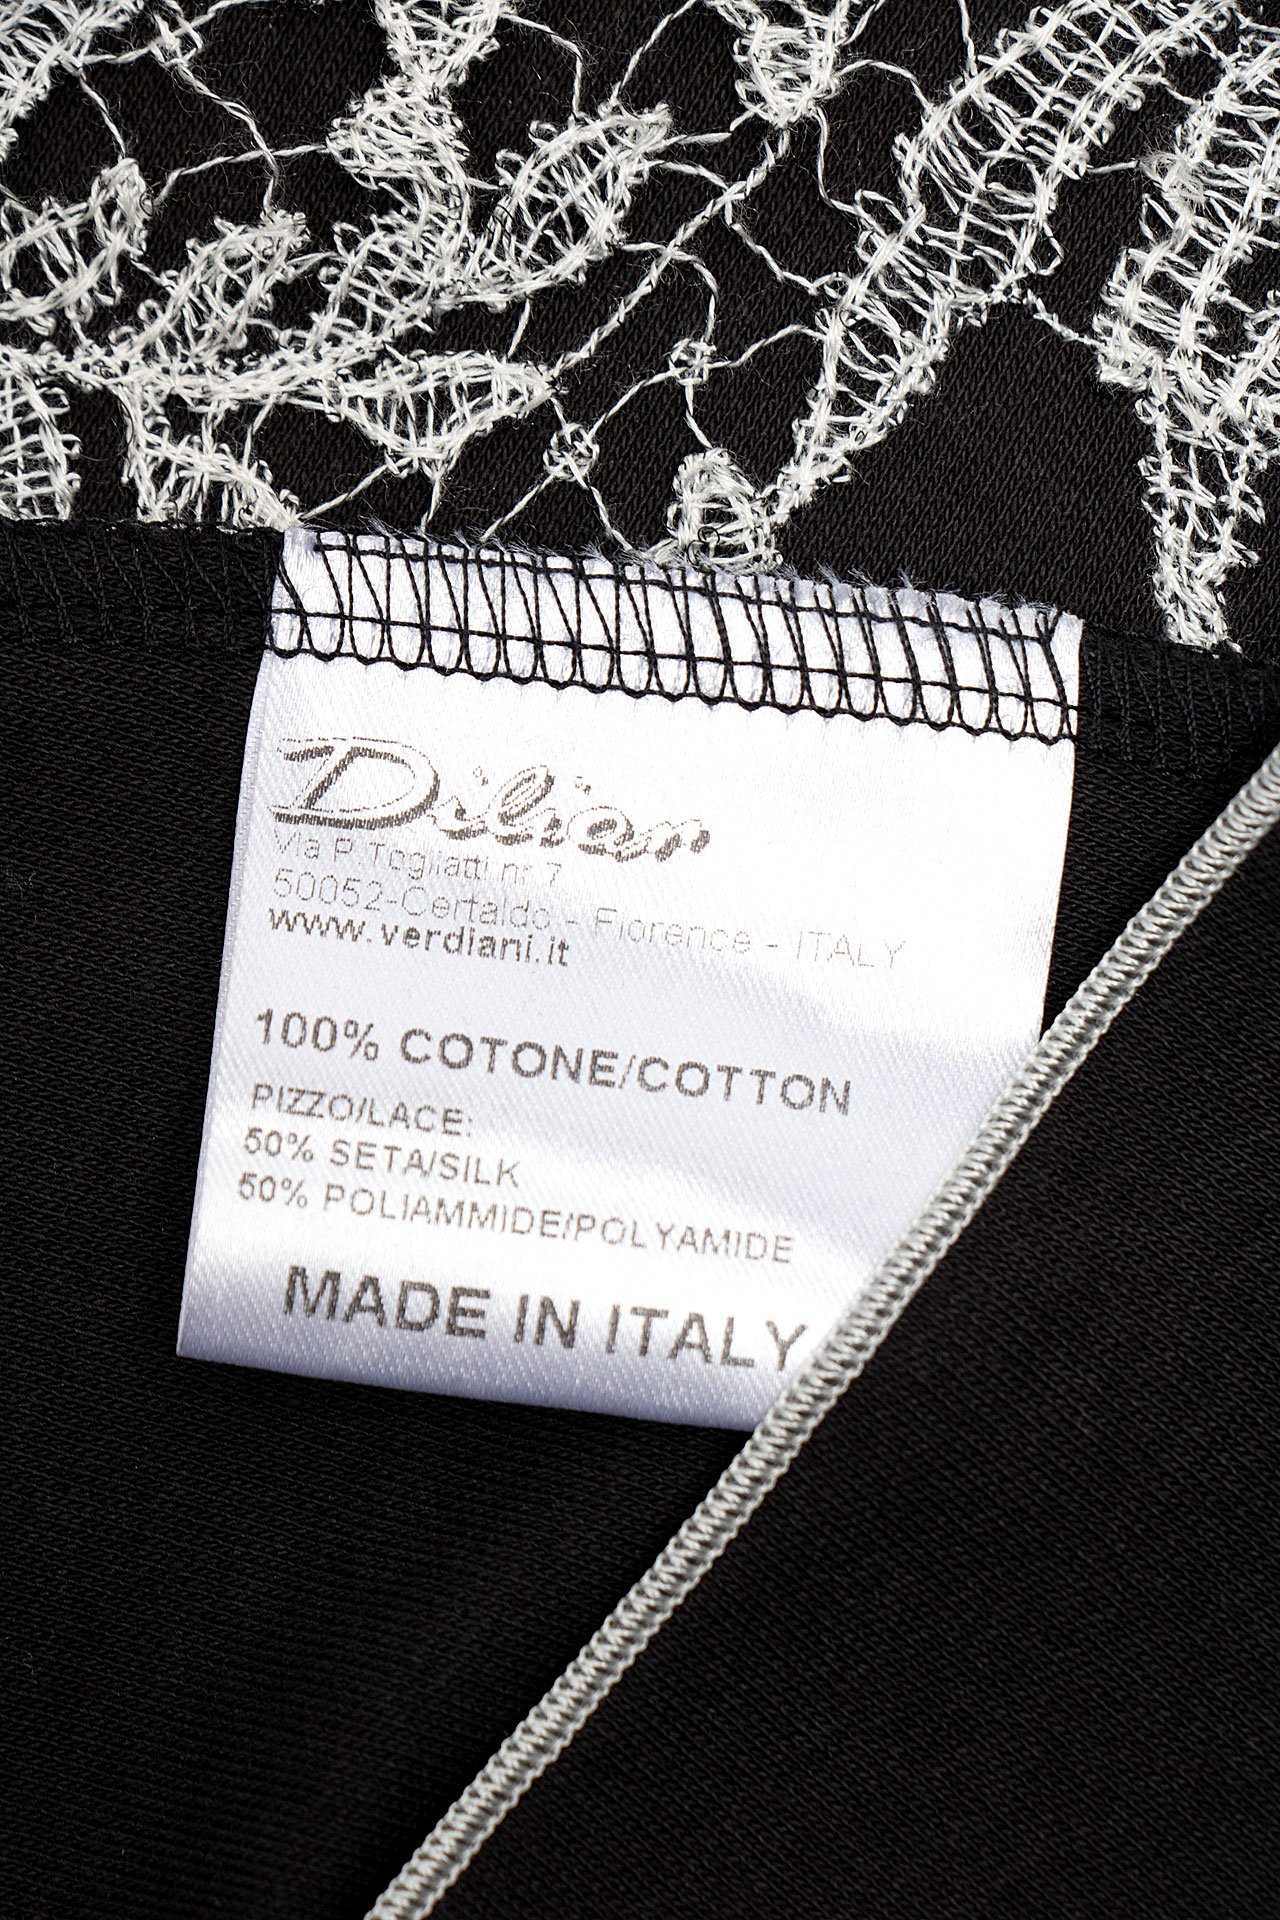 Dilier
Via P.Togliatti nr 7
50052-Certaldo - Florence - ITALY
www.verdiani.it
100% COTONE/COTTON
PIZZO/LACE:
50% SETA/SILK
50% POLIAMMIDE/POLYAMIDE
MADE IN ITALY